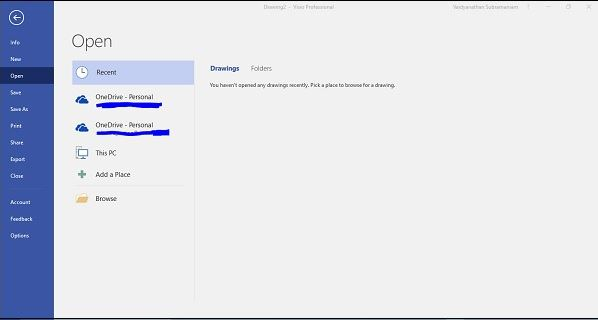 Drawing2 - Visio Professional
Vaidyanathan Subramaniam
?
Open
Info
New
Open
Save
Save As
Print
Share
Export
Close
Account
Feedback
Options
Recent
OneDrive - Personal
OneDrive - Personal
This PC
Add a Place
Browse
Drawings Folders
You haven't opened any drawings recently. Pick a place to browse for a drawing.